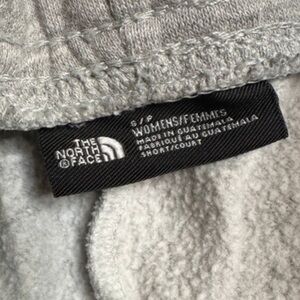 THE
NORTH
FACE
®
S/P
WOMENS/FEMMES
MADE IN GUATEMALA
FABRIQUÉ AU GUATEMALA
SHORT/COURT